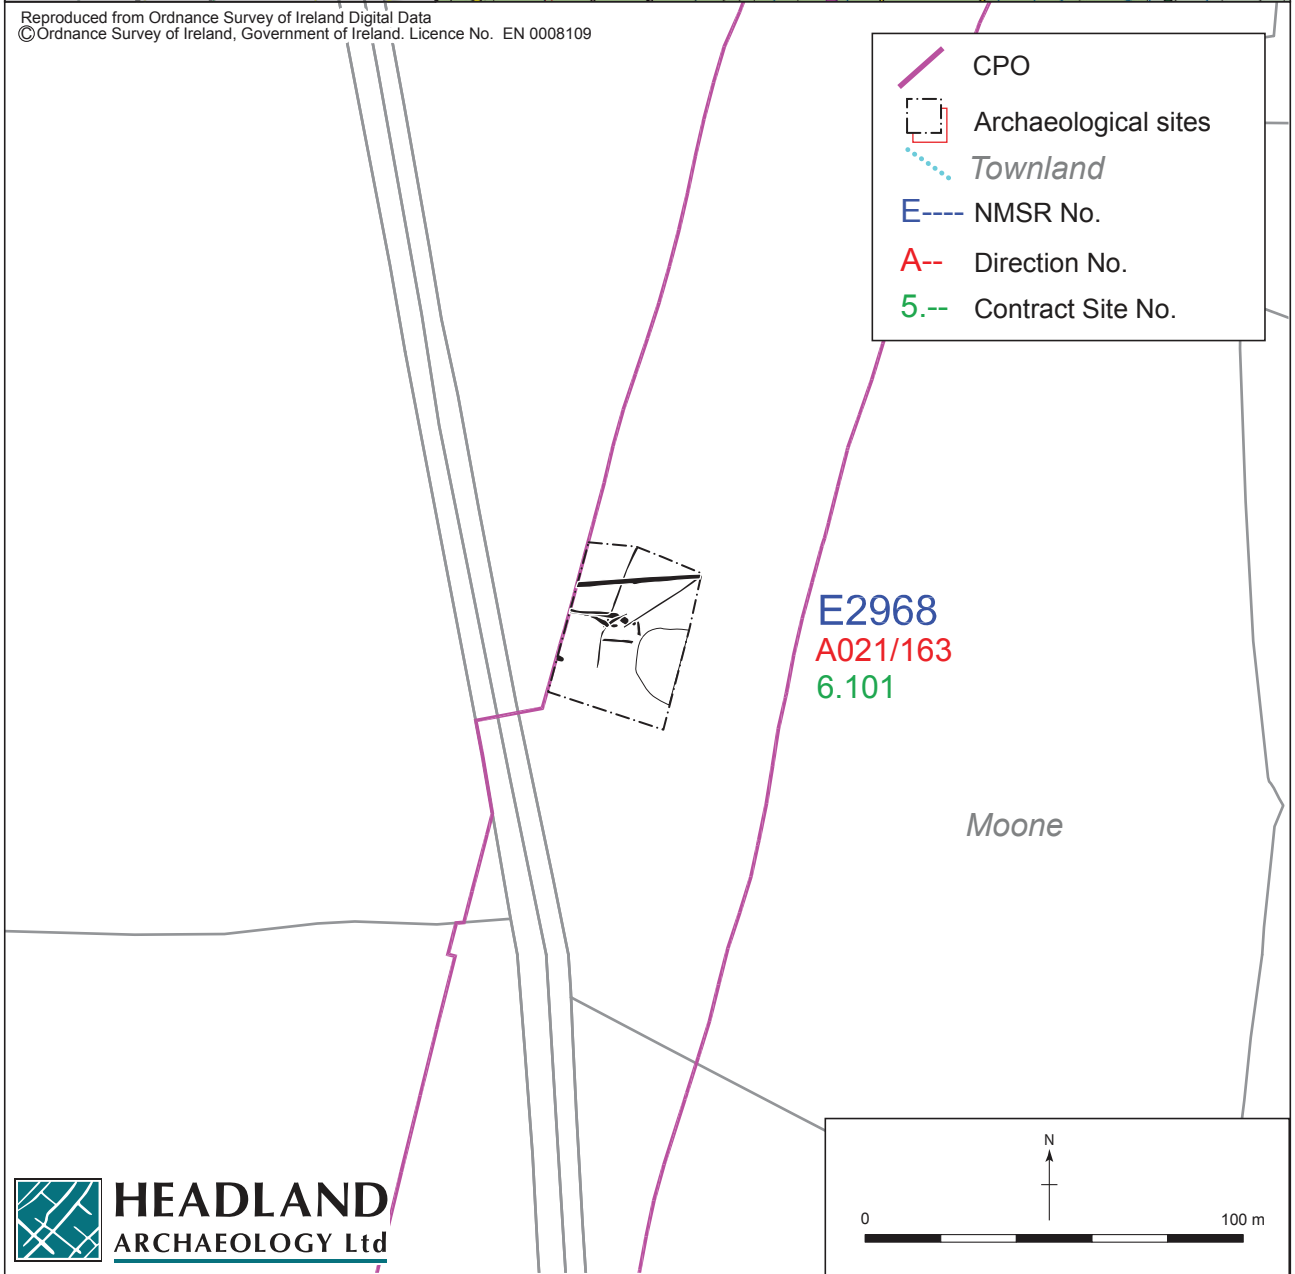 Reproduced from Ordnance Survey of Ireland Digital Data
©Ordnance Survey of Ireland, Government of Ireland. Licence No. EN 0008109
CPO
Archaeological sites
Townland
E---- NMSR No.
A-- Direction No.
5.-- Contract Site No.
E2968
A021/163
6.101
Moone
N
0 100 m
HEADLAND
ARCHAEOLOGY Ltd